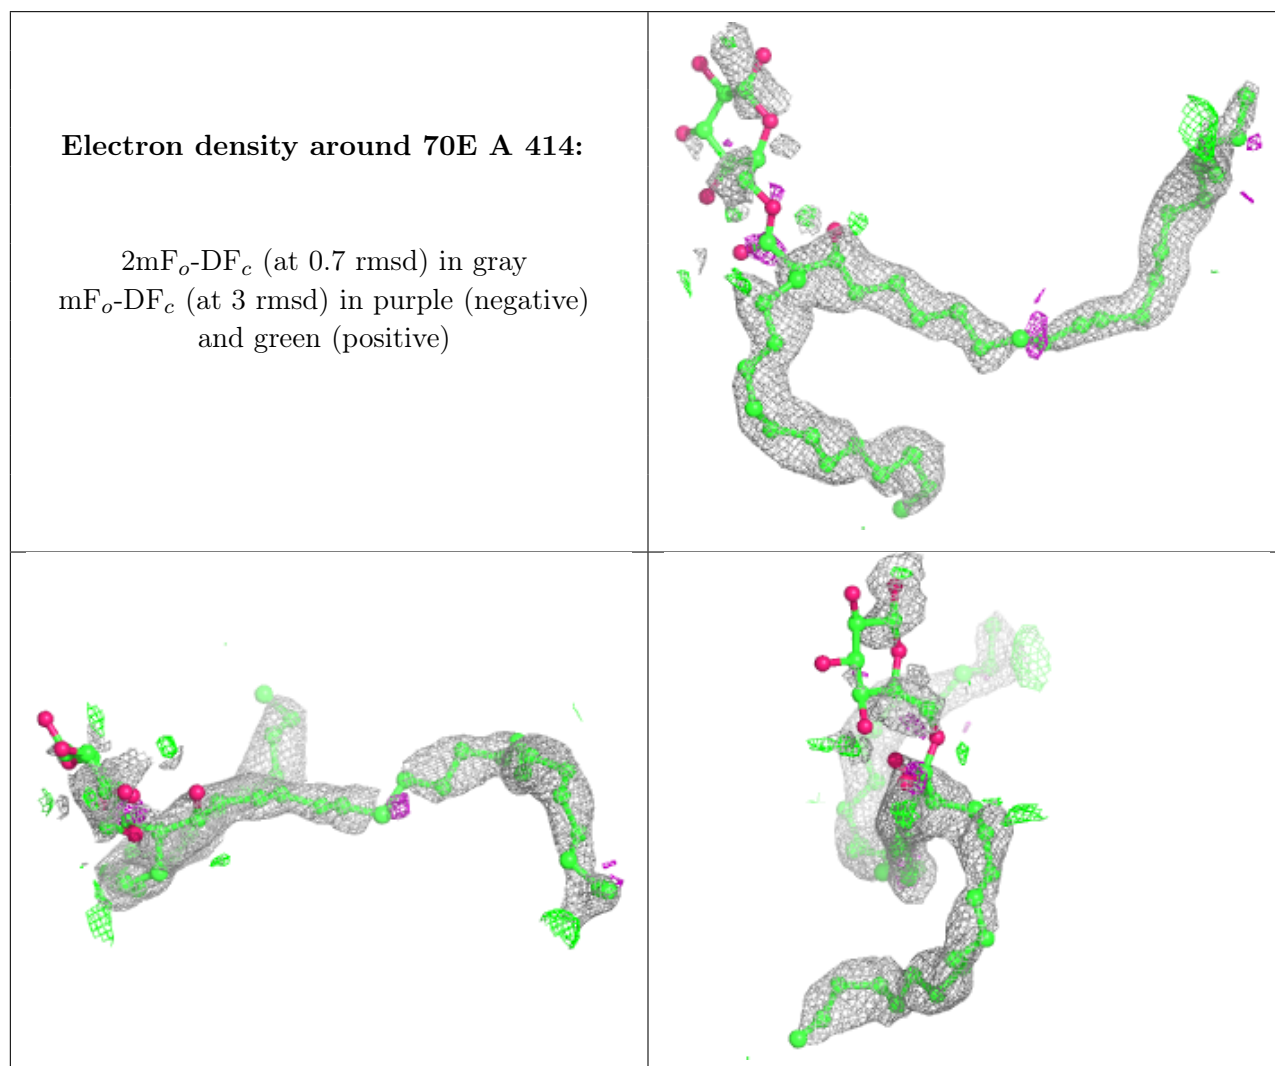 Electron density around 70E A 414:
2mFo-DFc (at 0.7 rmsd) in gray
mFo-DFc (at 3 rmsd) in purple (negative)
and green (positive)